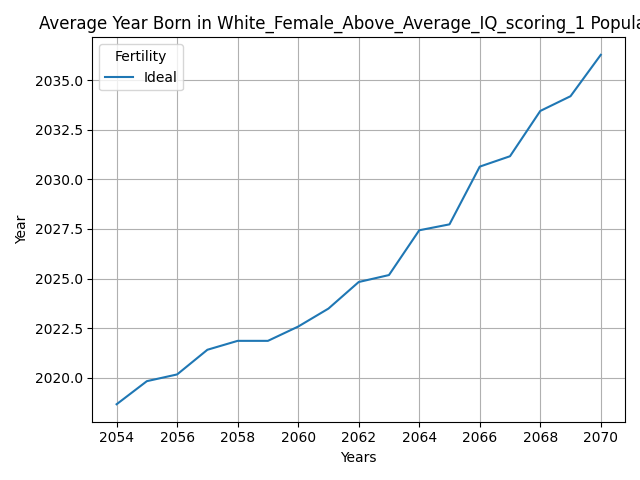 Average Year Born in White_Female_Above_Average_IQ_scoring_1 Popula
Fertility
Ideal
2035.0
2032.5
2030.0
2027.5
2025.0
2022.5
2020.0
Year
2054 2056 2058 2060 2062 2064 2066 2068 2070
Years